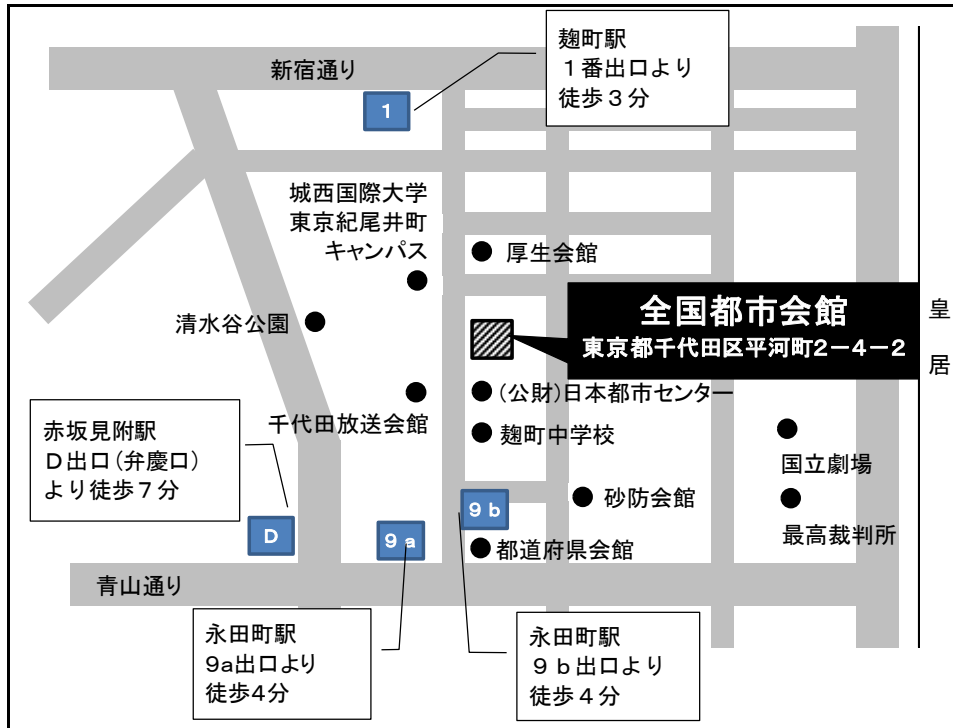 麹町駅
１番出口より
徒歩３分
新宿通り
1
城西国際大学
東京紀尾井町
キャンパス
厚生会館
全国都市会館
東京都千代田区平河町2－4－2
皇
居
清水谷公園
(公財)日本都市センター
千代田放送会館
麹町中学校
赤坂見附駅
Ｄ出口(弁慶口)
より徒歩７分
国立劇場
砂防会館
9 b
D
9 a
都道府県会館
最高裁判所
青山通り
永田町駅
9a出口より
徒歩4分
永田町駅
９ｂ出口より
徒歩４分